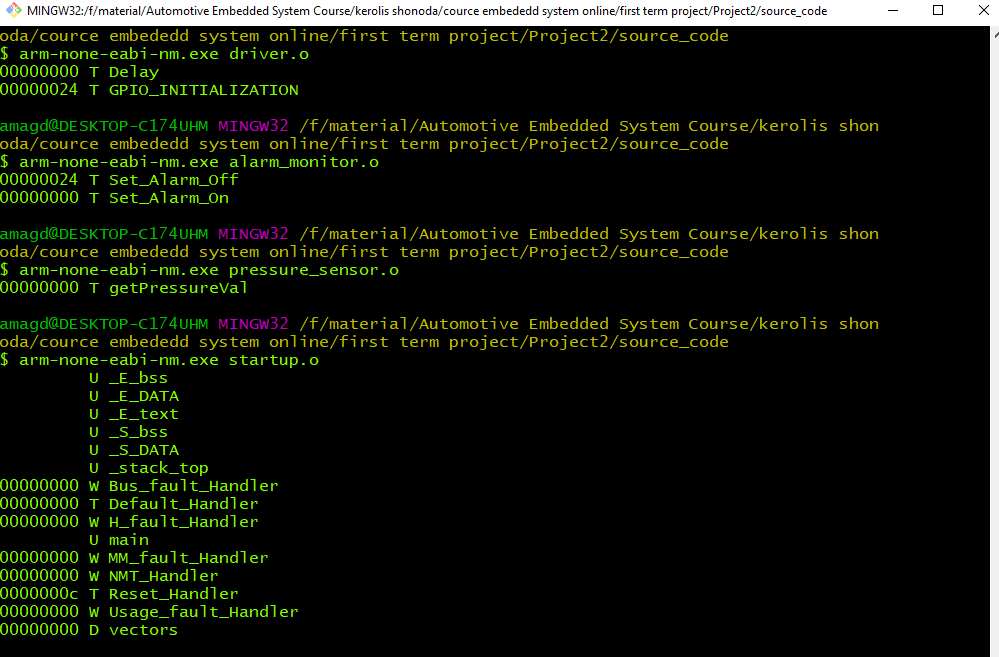 MINGW32:/f/material/Automotive Embedded System Course/kerolis shonoda/cource embededd system online/first term project/Project2/source_code
oda/cource embededd system online/first term project/Project2/source_code
$ arm-none-eabi-nm.exe driver.o
00000000 T Delay
00000024 T GPIO_INITIALIZATION
amagd@DESKTOP-C174UHM MINGW32 /f/material/Automotive Embedded System Course/kerolis shon
oda/cource embededd system online/first term project/Project2/source_code
$ arm-none-eabi-nm.exe alarm_monitor.o
00000024 T Set_Alarm_Off
00000000 T Set_Alarm_On
amagd@DESKTOP-C174UHM MINGW32 /f/material/Automotive Embedded System Course/kerolis shon
oda/cource embededd system online/first term project/Project2/source_code
$ arm-none-eabi-nm.exe pressure_sensor.o
00000000 T getPressureVal
amagd@DESKTOP-C174UHM MINGW32 /f/material/Automotive Embedded System Course/kerolis shon
oda/cource embededd system online/first term project/Project2/source_code
$ arm-none-eabi-nm.exe startup.o
U _E_bss
U _E_DATA
U _E_text
U _S_bss
U _S_DATA
U _stack_top
00000000 W Bus_fault_Handler
00000000 T Default_Handler
00000000 W H_fault_Handler
U main
00000000 W MM_fault_Handler
00000000 W NMT_Handler
0000000c T Reset_Handler
00000000 W Usage_fault_Handler
00000000 D vectors